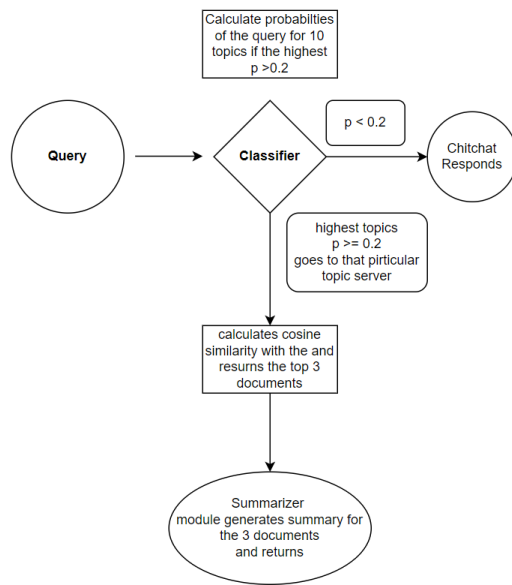 Calculate probabilties
of the query for 10
topics if the highest
p >0.2
Query
Classifier
p < 0.2
Chitchat
Responds
highest topics
p >= 0.2
goes to that pirticular
topic server
calculates cosine
similarity with the and
resurns the top 3
documents
Summarizer
module generates summary for
the 3 documents
and returns